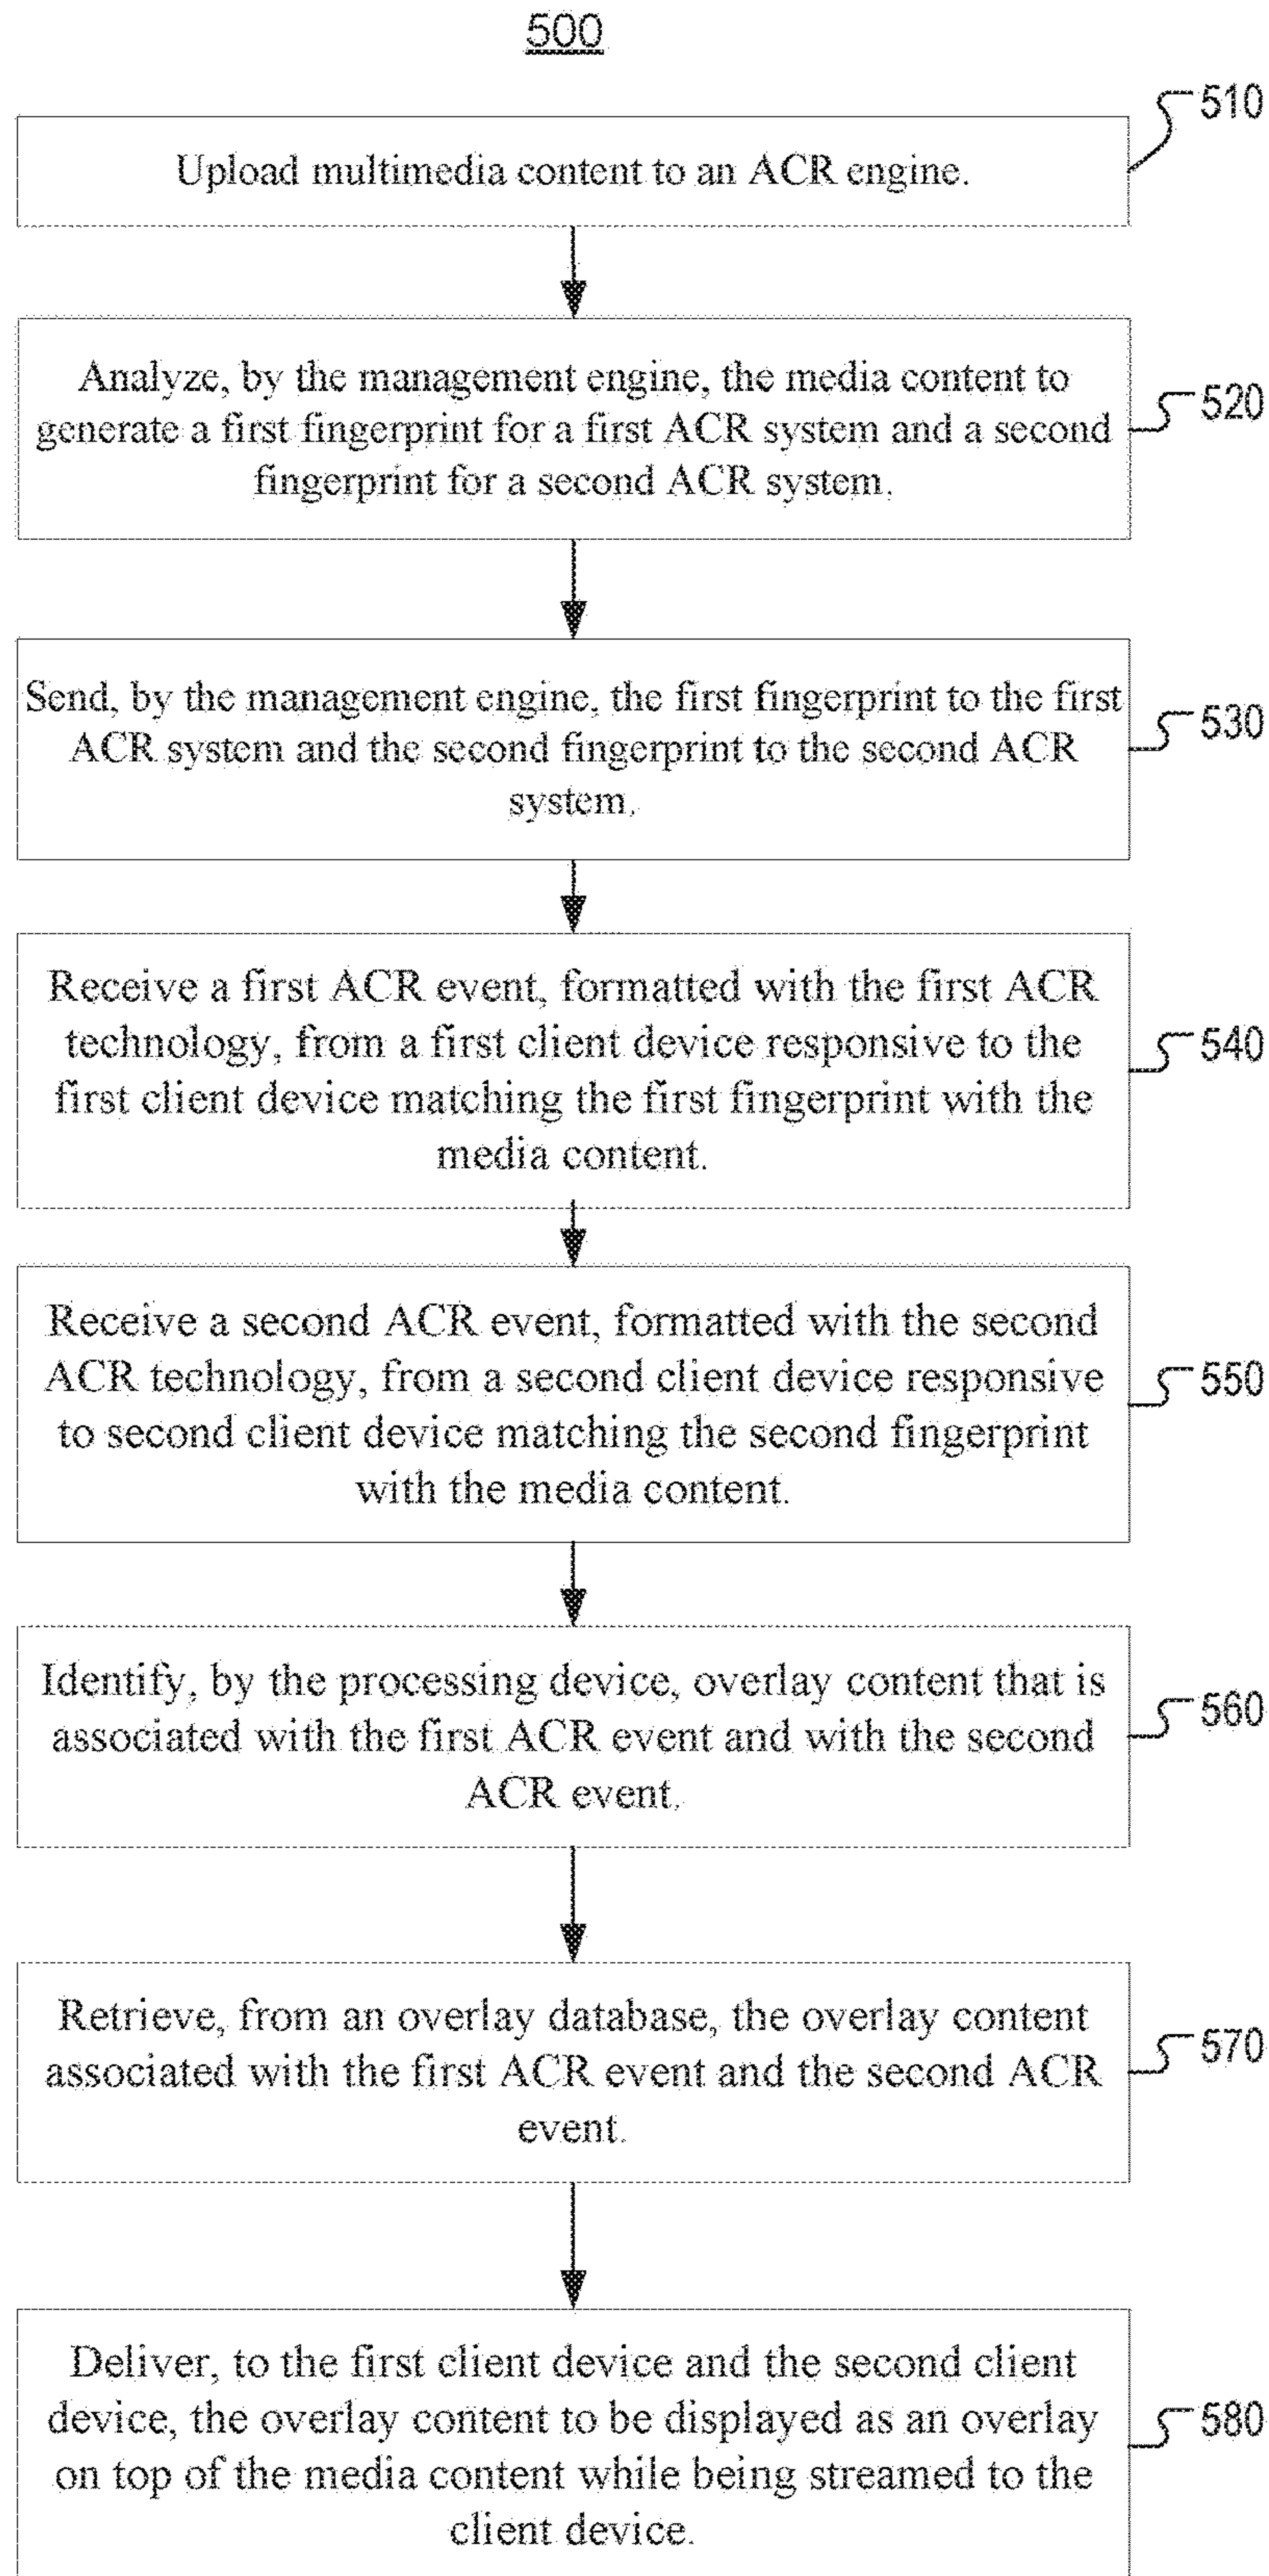 500
510
Upload multimedia content to an ACR engine.
Analyze, by the management engine, the media content to
generate a first fingerprint for a first ACR system and a second
fingerprint for a second ACR system.
520
Send, by the management engine, the first fingerprint to the first
ACR system and the second fingerprint to the second ACR
system.
530
Receive a first ACR event, formatted with the first ACR
technology, from a first client device responsive to the
first client device matching the first fingerprint with the
media content.
540
Receive a second ACR event, formatted with the second
ACR technology, from a second client device responsive
to second client device matching the second fingerprint
with the media content.
550
Identify, by the processing device, overlay content that is
associated with the first ACR event and with the second
ACR event.
560
Retrieve, from an overlay database, the overlay content
associated with the first ACR event and the second ACR
event.
570
Deliver, to the first client device and the second client
device, the overlay content to be displayed as an overlay
on top of the media content while being streamed to the
client device.
580